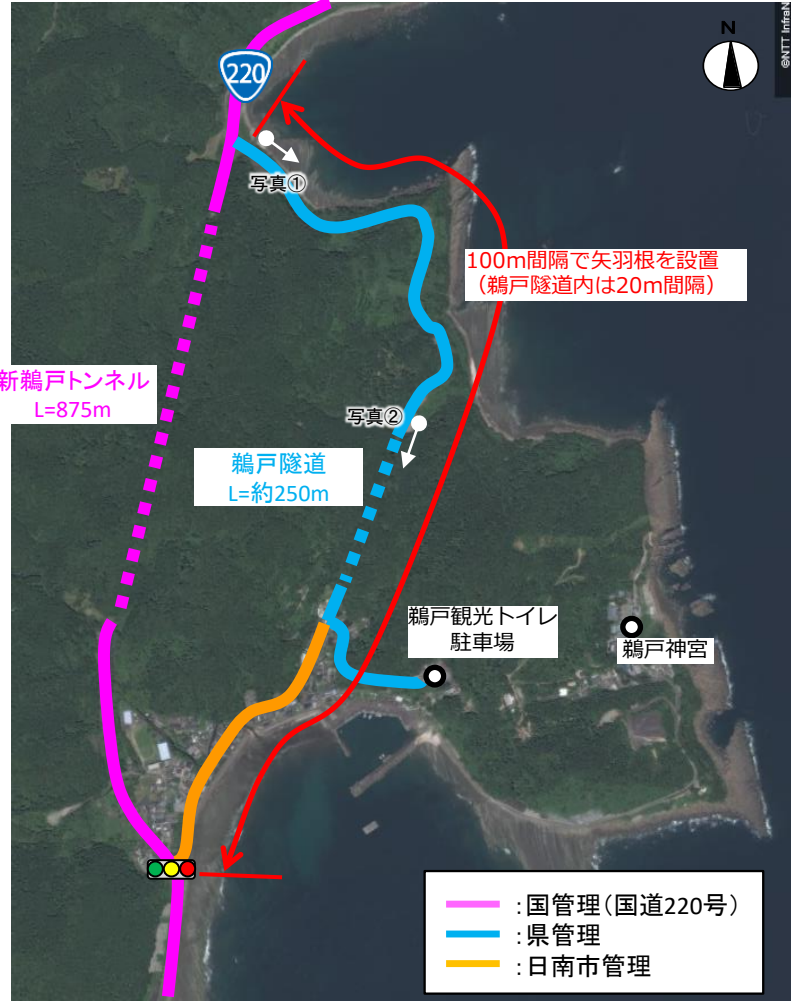 ©NTT InfraN
N
220
写真①
100m間隔で矢羽根を設置
（鵜戸隧道内は20m間隔）
新鵜戸トンネル
L=875m
写真②
鵜戸隧道
L=約250m
鵜戸観光トイレ
駐車場
鵜戸神宮
:国管理（国道220号）
:県管理
:日南市管理